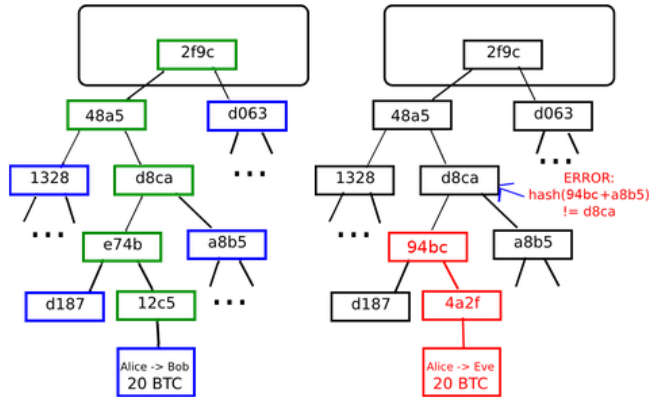 2f9c
48a5
d063
1328
d8ca
...
...
e74b
a8b5
d187
12c5
...
Alice -> Bob
20 BTC
2f9c
48a5
d063
...
1328
d8ca
ERROR:
hash(94bc+a8b5)
!= d8ca
...
94bc
a8b5
d187
4a2f
Alice -> Eve
20 BTC